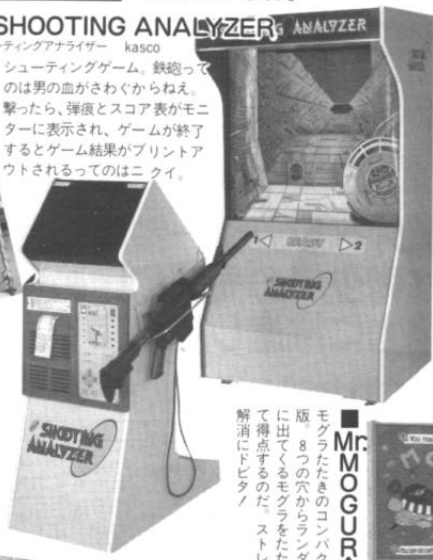 SHOOTING ANALYZER
ーティングアナライザー kasco
シューティングゲーム。鉄砲って
のは男の血がさわぐからねえ。
撃ったら、弾痕とスコア表がモニ
ターに表示され、ゲームが終了
するとゲーム結果がプリントア
ウトされるってのはニクイ。
ANALYZER
1 READY 2
SHOOTING
ANALYZER
SHOOTING
ANALYZER
■Mr.MOGUR
モグラたたきのコンパク
版。8つの穴からランダ
に出てくるモグラをたた
て得点するのだ。ストレ
解消にドピタ！